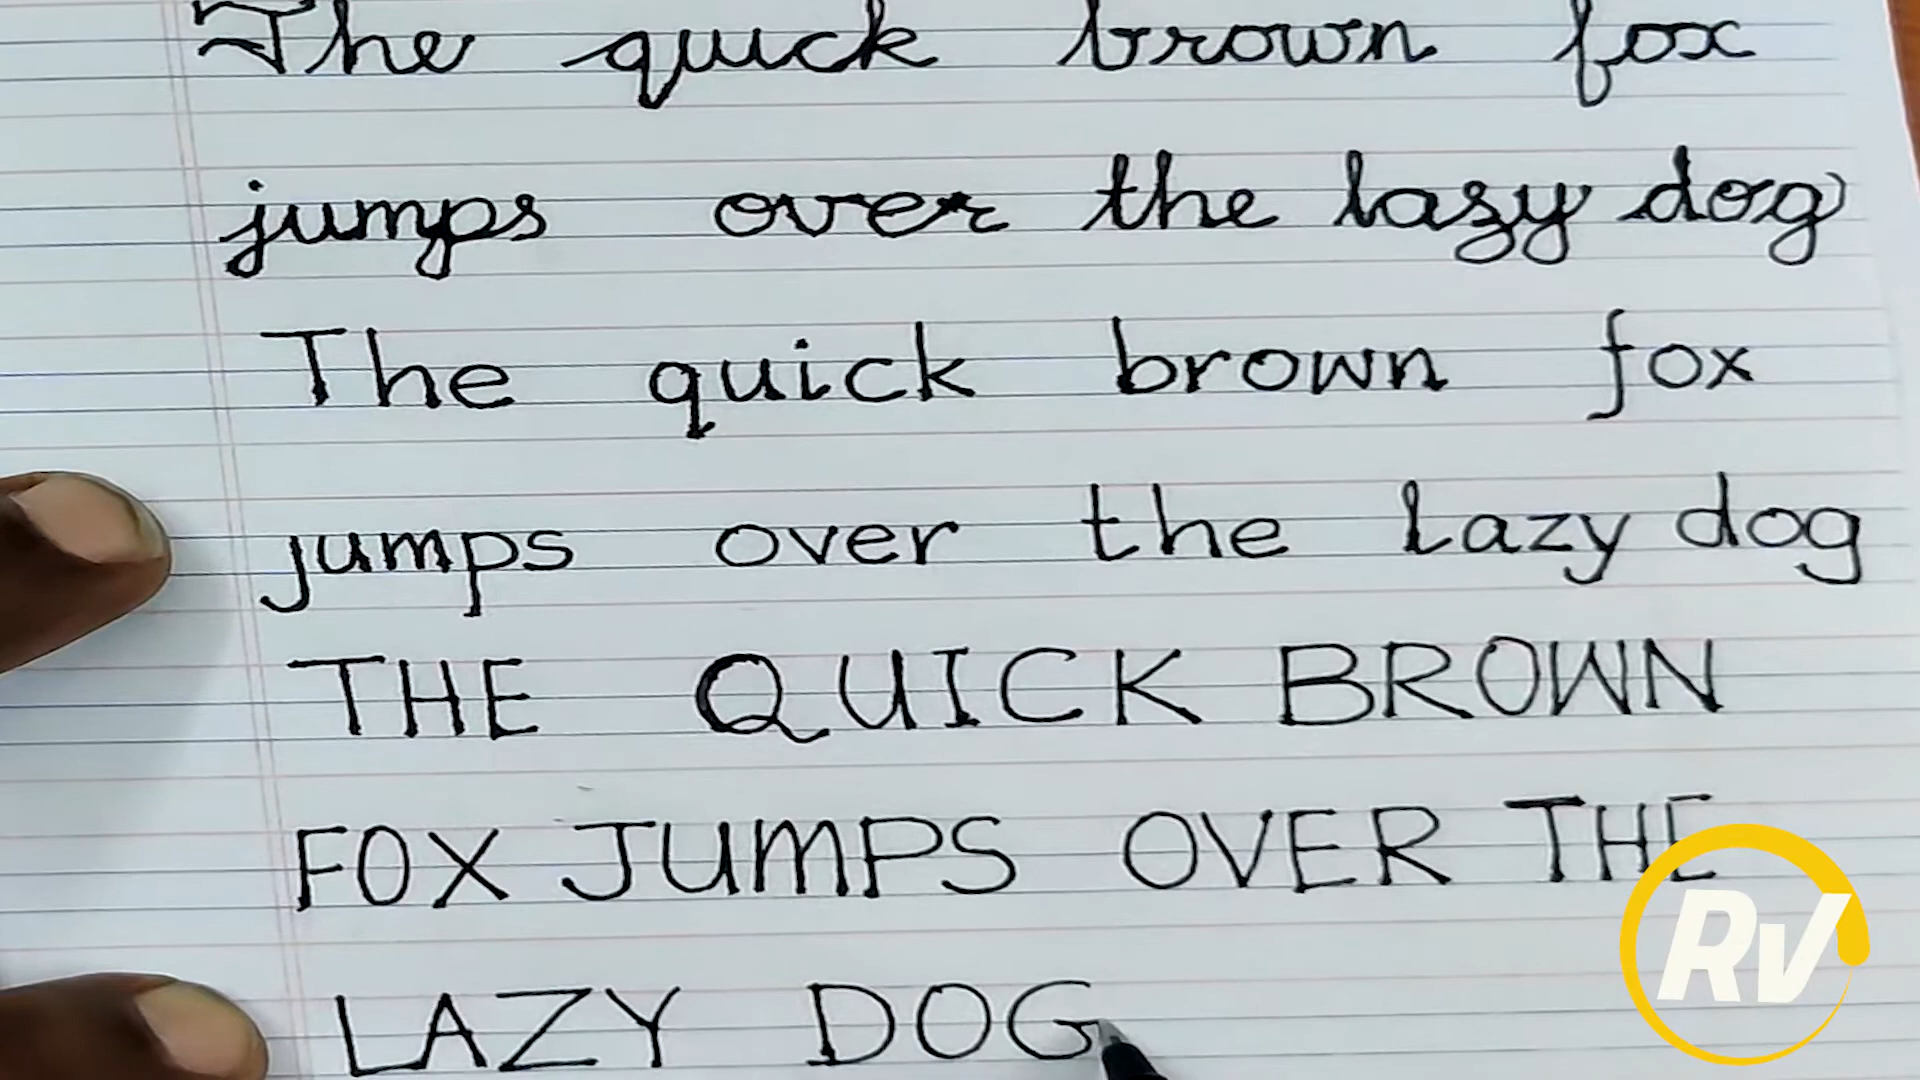 The quick brown fox
jumps over the lazy dog
The quick brown fox
jumps over the lazy dog
THE QUICK BROWN
FOX JUMPS OVER THE
LAZY DOG
RV